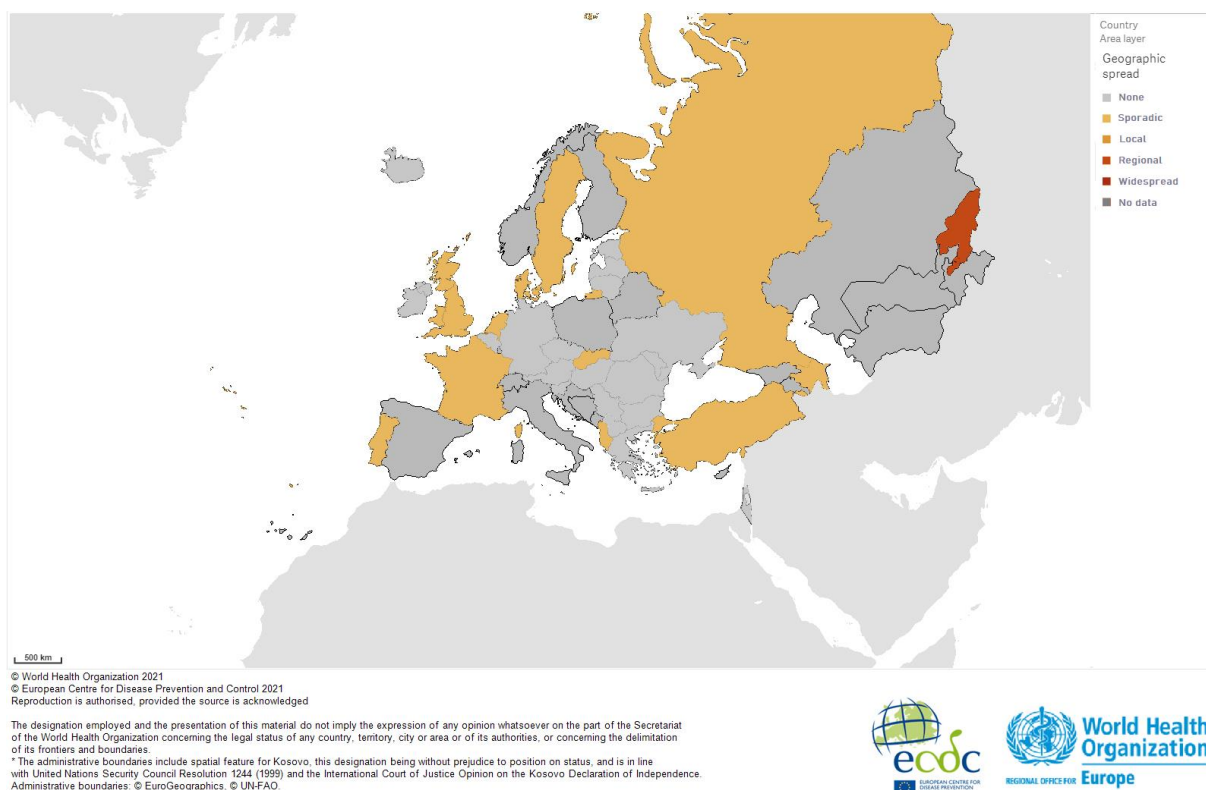 Country
Area layer
Geographic
spread
None
Sporadic
Local
Regional
Widespread
No data
500 km
© World Health Organization 2021
© European Centre for Disease Prevention and Control 2021
Reproduction is authorised, provided the source is acknowledged
The designation employed and the presentation of this material do not imply the expression of any opinion whatsoever on the part of the Secretariat
of the World Health Organization concerning the legal status of any country, territory, city or area or of its authorities, or concerning the delimitation
of its frontiers and boundaries.
* The administrative boundaries include spatial feature for Kosovo, this designation being without prejudice to position on status, and is in line
with United Nations Security Council Resolution 1244 (1999) and the International Court of Justice Opinion on the Kosovo Declaration of Independence.
Administrative boundaries: © EuroGeographics, © UN-FAO.
ecdc
EUROPEAN CENTRE FOR
DISEASE PREVENTION
World Health
Organization
REGIONAL OFFICE FOR Europe